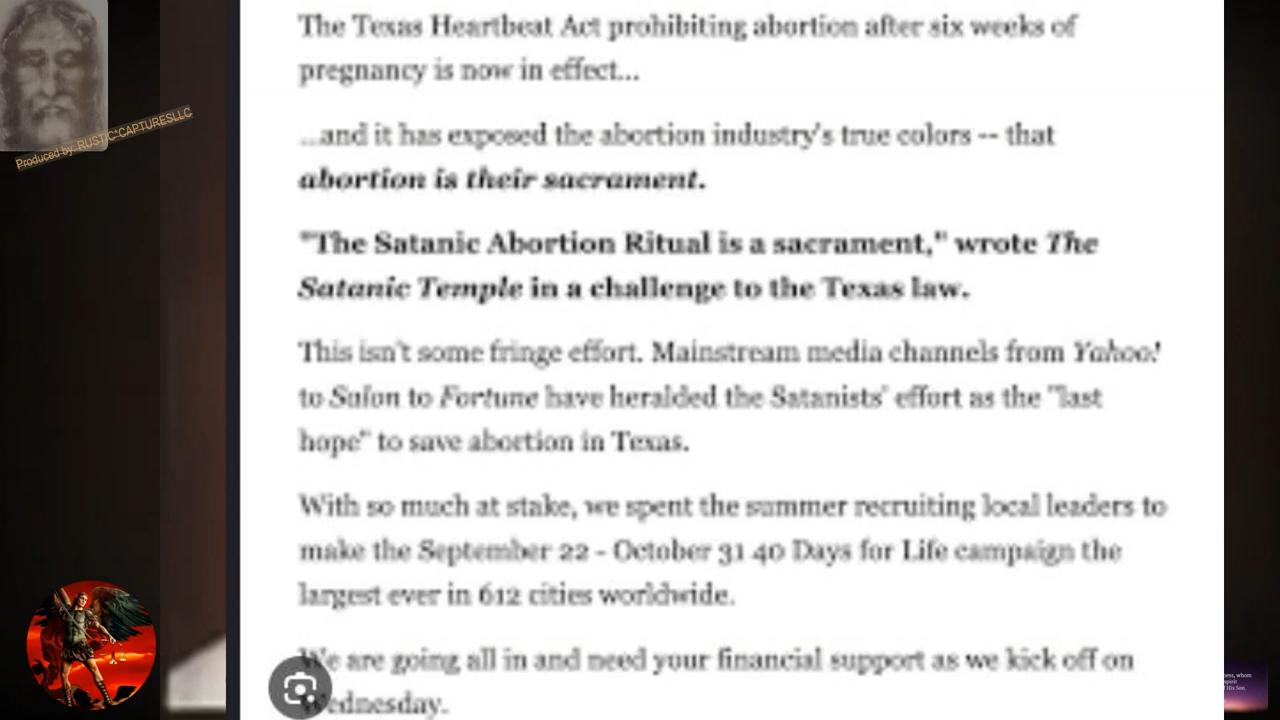 The Texas Heartbeat Act prohibiting abortion after six weeks of
pregnancy is now in effect...
...and it has exposed the abortion industry's true colors -- that
abortion is their sacrament.
"The Satanic Abortion Ritual is a sacrament," wrote The
Satanic Temple in a challenge to the Texas law.
This isn't some fringe effort. Mainstream media channels from Yahoo!
to Salon to Fortune have heralded the Satanists' effort as the "last
hope" to save abortion in Texas.
With so much at stake, we spent the summer recruiting local leaders to
make the September 22 - October 31 40 Days for Life campaign the
largest ever in 612 cities worldwide.
We are going all in and need your financial support as we kick off on
Wednesday.
Produced by: RUSTIC*CAPTURESLLC
whom
spirit
His Son.